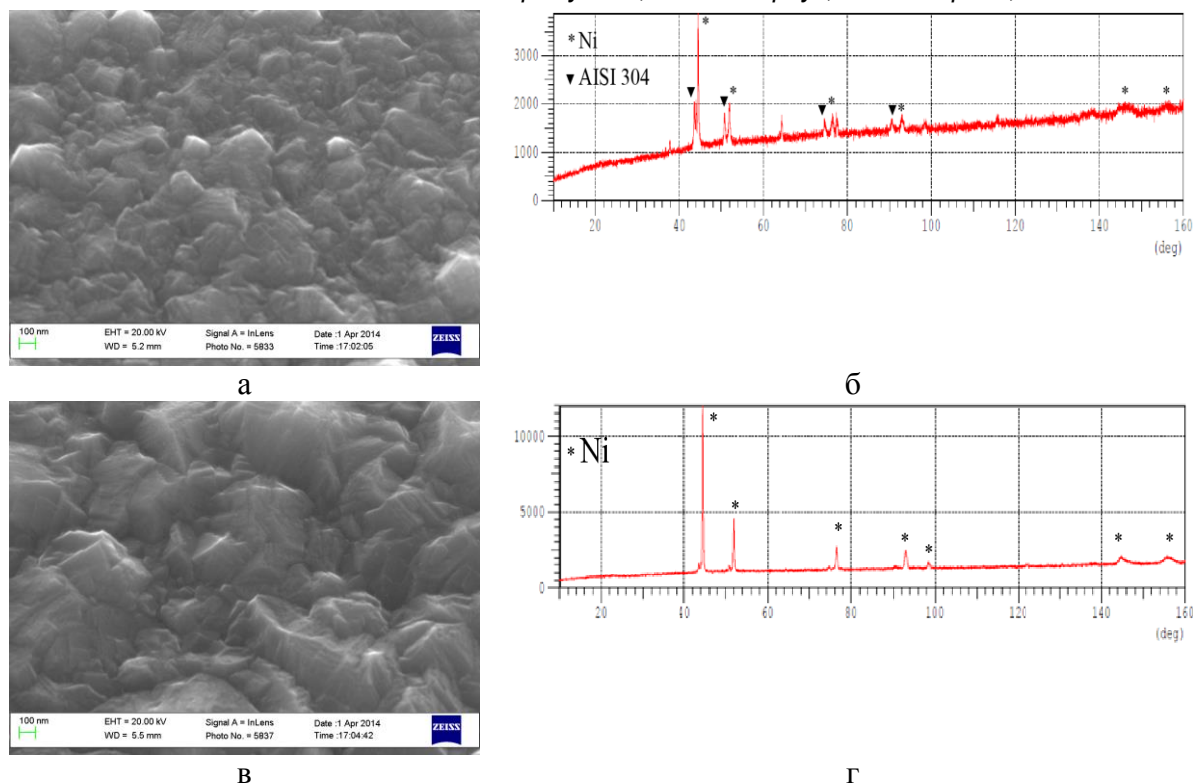 * Ni
▼ AISI 304
3000
2000
1000
0
20 40 60 80 100 120 140 160
(deg)
100 nm
EHT = 20.00 kV
WD = 5.2 mm
Signal A = InLens
Photo No. = 5833
Date :1 Apr 2014
Time :17:02:05
ZEISS
а
б
* Ni
10000
5000
0
20 40 60 80 100 120 140 160
(deg)
100 nm
EHT = 20.00 kV
WD = 5.5 mm
Signal A = InLens
Photo No. = 5837
Date :1 Apr 2014
Time :17:04:42
ZEISS
в
г